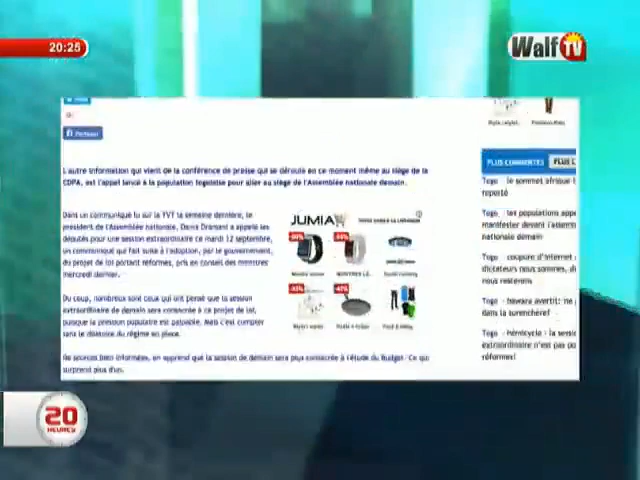 20:25
Walf TV
Partager
PLUS COMMENTES PLUS C
L'autre information qui vient de la conférence de presse qui se déroule en ce moment même au siège de la
CDPA, est l'appel lancé à la population togolaise pour aller au siège de l'Assemblée nationale demain.
Togo le sommet afrique
reporté
Togo les populations appe
manifester devant l'assem
nationale demain
Togo coupure d'internet
dictateurs nous sommes, d
nous resterons
Togo bawara avertit: ne
dans la surenchère!
Togo hémicycle : la sessi
extraordinaire n'est pas po
réformes!
Dans un communiqué lu sur la TVT la semaine dernière, le
président de l'Assemblée nationale, Dama Dramani a appelé les
députés pour une session extraordinaire ce mardi 12 septembre,
un communiqué qui fait suite à l'adoption, par le gouvernement,
du projet de loi portant réformes, pris en conseil des ministres
mercredi dernier.
JUMIA
Du coup, nombreux sont ceux qui ont pensé que la session
extraordinaire de demain sera consacrée à ce projet de loi,
puisque la pression populaire est palpable. Mais c'est compter
sans le dilatoire du régime en place.
De sources bien informées, on apprend que la session de demain sera plus consacrée à l'étude du Budget. Ce qui
surprend plus d'un.
20
HEURES